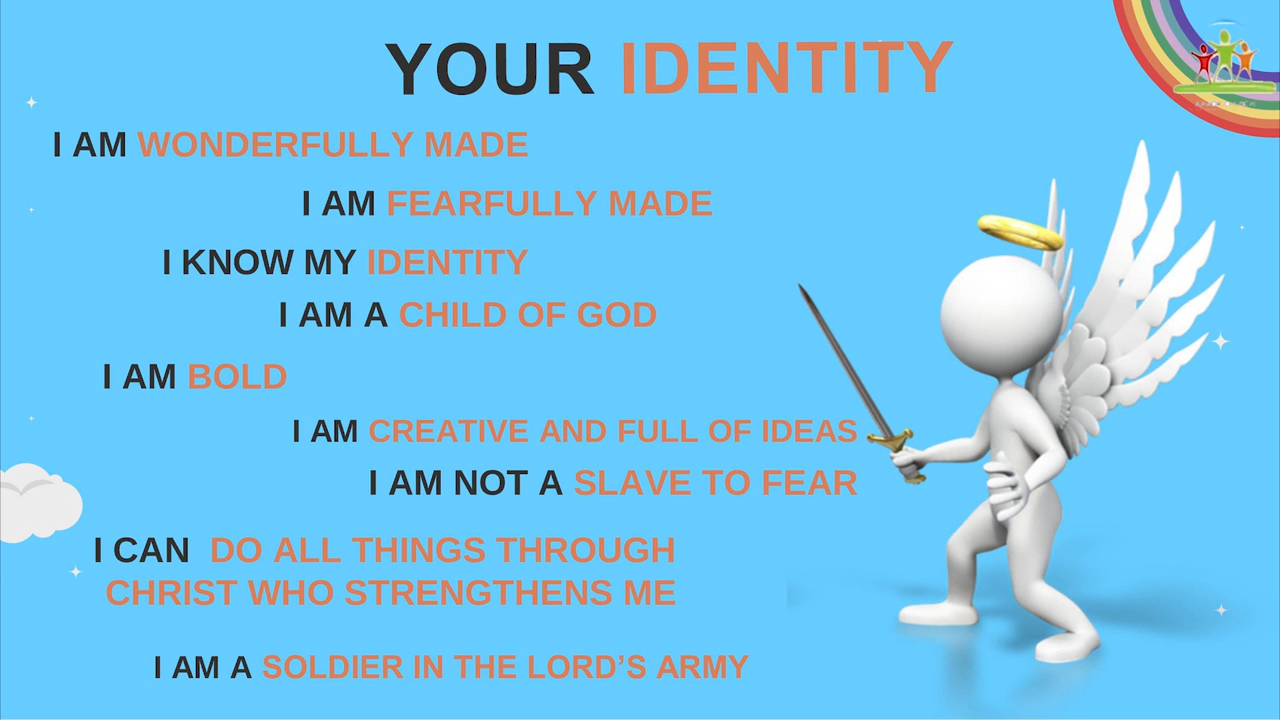 YOUR IDENTITY
I AM WONDERFULLY MADE
I AM FEARFULLY MADE
I KNOW MY IDENTITY
I AM A CHILD OF GOD
I AM BOLD
I AM CREATIVE AND FULL OF IDEAS
I AM NOT A SLAVE TO FEAR
I CAN DO ALL THINGS THROUGH
CHRIST WHO STRENGTHENS ME
I AM A SOLDIER IN THE LORD’S ARMY